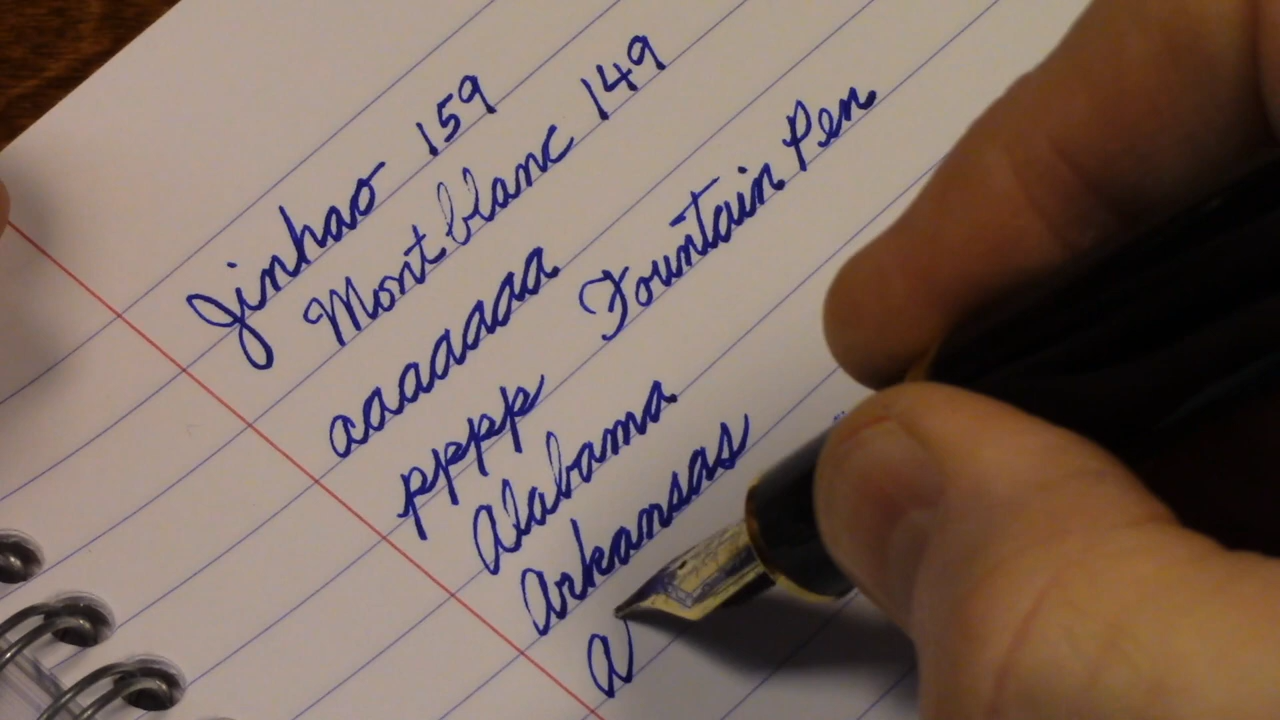 Jinhao 159
Mont blanc 149
aaaaaaa Fountain Pen
pppp
Alabama
Arkansas
A